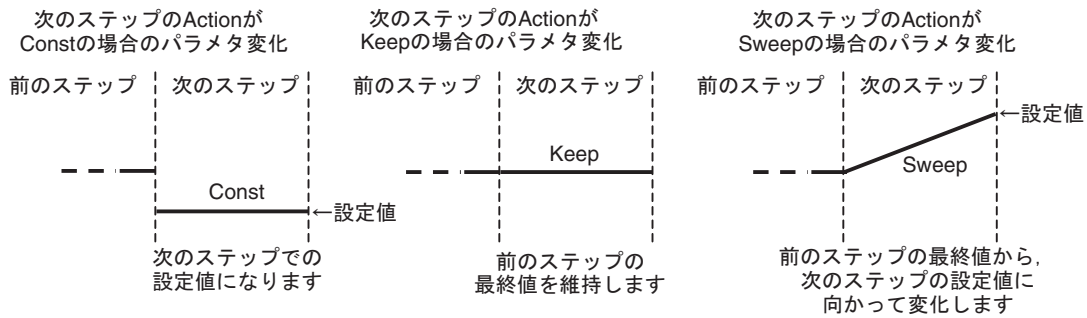 次のステップのActionが
Constの場合のパラメタ変化
前のステップ
次のステップ
Const
←設定値
次のステップでの
設定値になります
次のステップのActionが
Keepの場合のパラメタ変化
前のステップ
次のステップ
Keep
前のステップの
最終値を維持します
次のステップのActionが
Sweepの場合のパラメタ変化
前のステップ
次のステップ
←設定値
Sweep
前のステップの最終値から,
次のステップの設定値に
向かって変化します